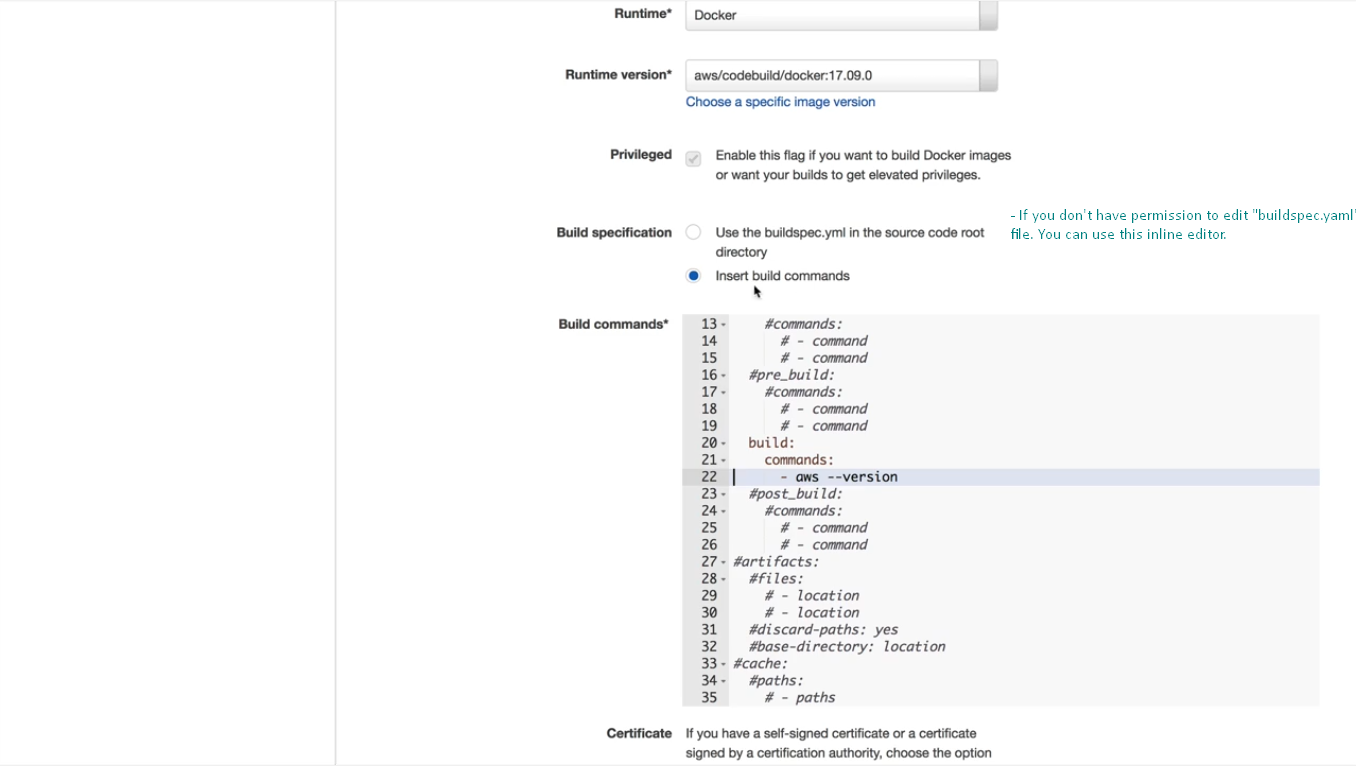 Runtime* Docker
Runtime version* aws/codebuild/docker:17.09.0
Choose a specific image version
Privileged Enable this flag if you want to build Docker images
or want your builds to get elevated privileges.
- If you don't have permission to edit "buildspec.yaml"
file. You can use this inline editor.
Build specification Use the buildspec.yml in the source code root
directory
Insert build commands
Build commands*
13 #commands:
14 # - command
15 # - command
16 #pre_build:
17 #commands:
18 # - command
19 # - command
20 build:
21 commands:
22 - aws --version
23 #post_build:
24 #commands:
25 # - command
26 # - command
27 #artifacts:
28 #files:
29 # - location
30 # - location
31 #discard-paths: yes
32 #base-directory: location
33 #cache:
34 #paths:
35 # - paths
Certificate If you have a self-signed certificate or a certificate
signed by a certification authority, choose the option